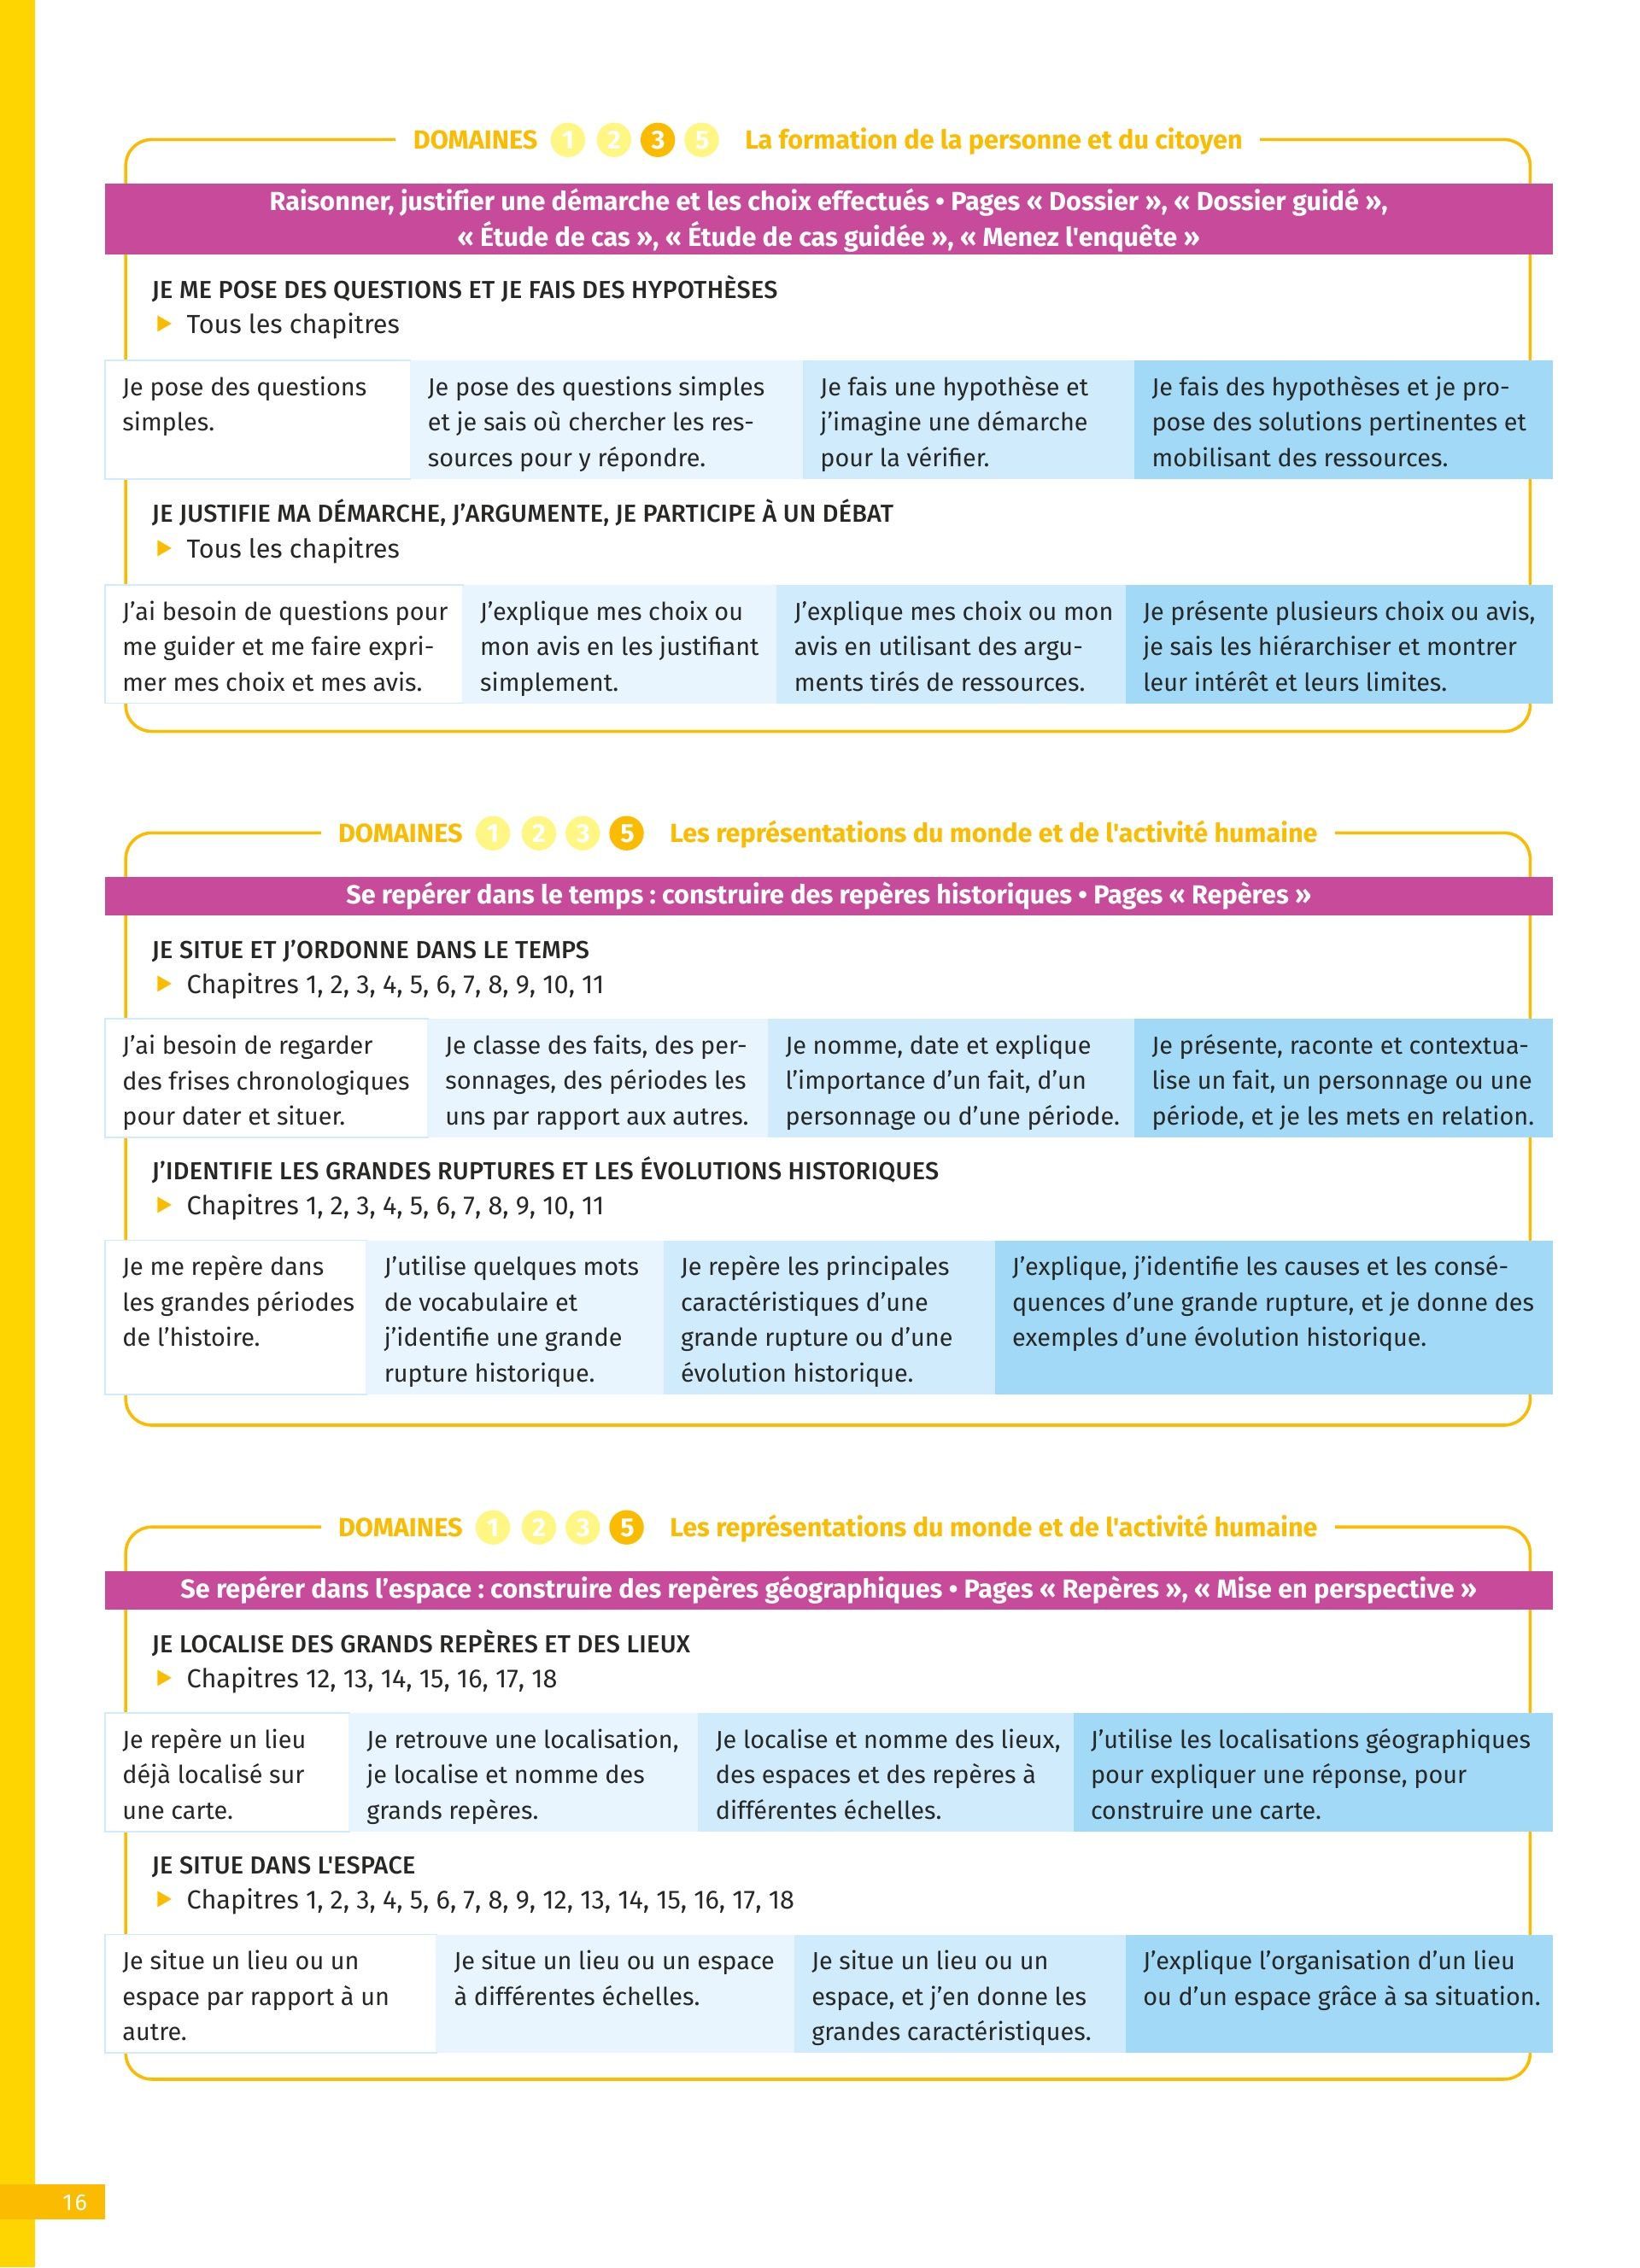 DOMAINES 1 2 3 5 La formation de la personne et du citoyen
Raisonner, justifier une démarche et les choix effectués • Pages « Dossier », « Dossier guidé »,
« Étude de cas », « Étude de cas guidée », « Menez l'enquête »
JE ME POSE DES QUESTIONS ET JE FAIS DES HYPOTHÈSES
▶ Tous les chapitres
Je pose des questions
simples.
Je pose des questions simples
et je sais où chercher les res-
sources pour y répondre.
Je fais une hypothèse et
j’imagine une démarche
pour la vérifier.
Je fais des hypothèses et je pro-
pose des solutions pertinentes et
mobilisant des ressources.
JE JUSTIFIE MA DÉMARCHE, J’ARGUMENTE, JE PARTICIPE À UN DÉBAT
▶ Tous les chapitres
J’ai besoin de questions pour
me guider et me faire expri-
mer mes choix et mes avis.
J’explique mes choix ou
mon avis en les justifiant
simplement.
J’explique mes choix ou mon
avis en utilisant des argu-
ments tirés de ressources.
Je présente plusieurs choix ou avis,
je sais les hiérarchiser et montrer
leur intérêt et leurs limites.
DOMAINES 1 2 3 5 Les représentations du monde et de l'activité humaine
Se repérer dans le temps : construire des repères historiques • Pages « Repères »
JE SITUE ET J’ORDONNE DANS LE TEMPS
▶ Chapitres 1, 2, 3, 4, 5, 6, 7, 8, 9, 10, 11
J’ai besoin de regarder
des frises chronologiques
pour dater et situer.
Je classe des faits, des per-
sonnages, des périodes les
uns par rapport aux autres.
Je nomme, date et explique
l’importance d’un fait, d’un
personnage ou d’une période.
Je présente, raconte et contextua-
lise un fait, un personnage ou une
période, et je les mets en relation.
J’IDENTIFIE LES GRANDES RUPTURES ET LES ÉVOLUTIONS HISTORIQUES
▶ Chapitres 1, 2, 3, 4, 5, 6, 7, 8, 9, 10, 11
Je me repère dans
les grandes périodes
de l’histoire.
J’utilise quelques mots
de vocabulaire et
j’identifie une grande
rupture historique.
Je repère les principales
caractéristiques d’une
grande rupture ou d’une
évolution historique.
J’explique, j’identifie les causes et les consé-
quences d’une grande rupture, et je donne des
exemples d’une évolution historique.
DOMAINES 1 2 3 5 Les représentations du monde et de l'activité humaine
Se repérer dans l’espace : construire des repères géographiques • Pages « Repères », « Mise en perspective »
JE LOCALISE DES GRANDS REPÈRES ET DES LIEUX
▶ Chapitres 12, 13, 14, 15, 16, 17, 18
Je repère un lieu
déjà localisé sur
une carte.
Je retrouve une localisation,
je localise et nomme des
grands repères.
Je localise et nomme des lieux,
des espaces et des repères à
différentes échelles.
J’utilise les localisations géographiques
pour expliquer une réponse, pour
construire une carte.
JE SITUE DANS L'ESPACE
▶ Chapitres 1, 2, 3, 4, 5, 6, 7, 8, 9, 12, 13, 14, 15, 16, 17, 18
Je situe un lieu ou un
espace par rapport à un
autre.
Je situe un lieu ou un espace
à différentes échelles.
Je situe un lieu ou un
espace, et j’en donne les
grandes caractéristiques.
J’explique l’organisation d’un lieu
ou d’un espace grâce à sa situation.
16